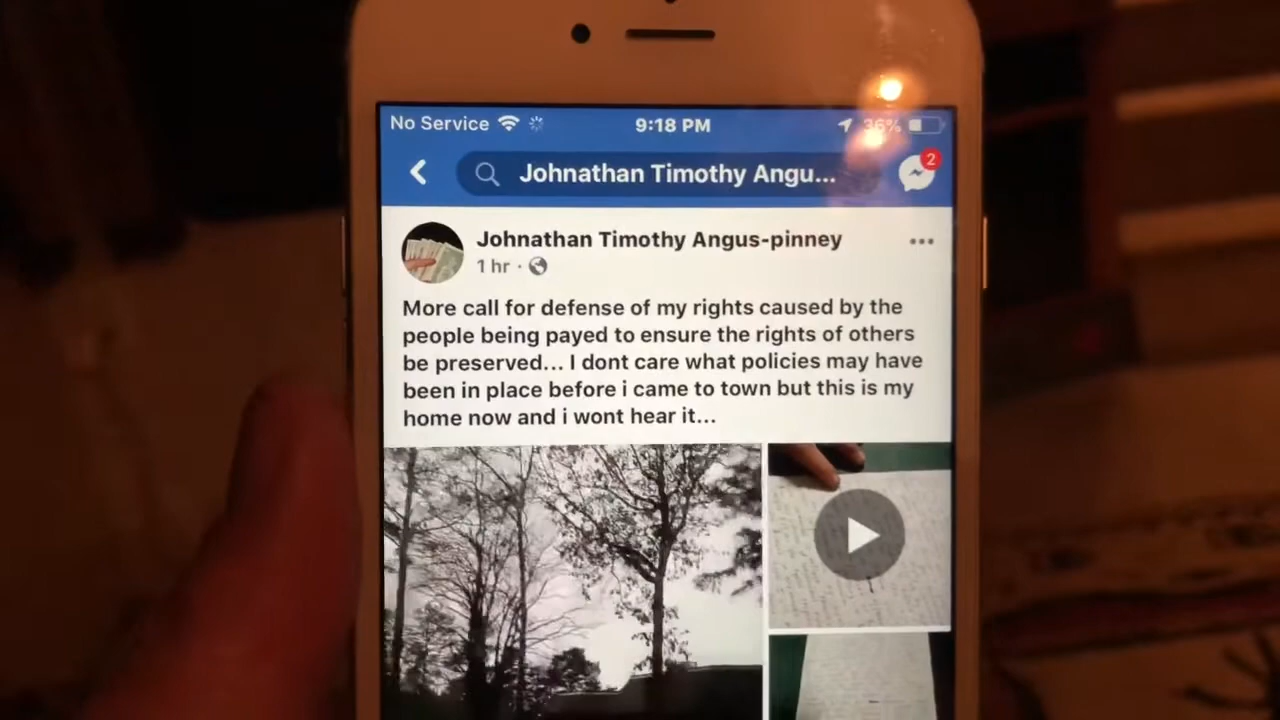 No Service 9:18 PM 36%
Johnathan Timothy Angu... 2
Johnathan Timothy Angus-pinney
1 hr ·
More call for defense of my rights caused by the
people being payed to ensure the rights of others
be preserved... I dont care what policies may have
been in place before i came to town but this is my
home now and i wont hear it...